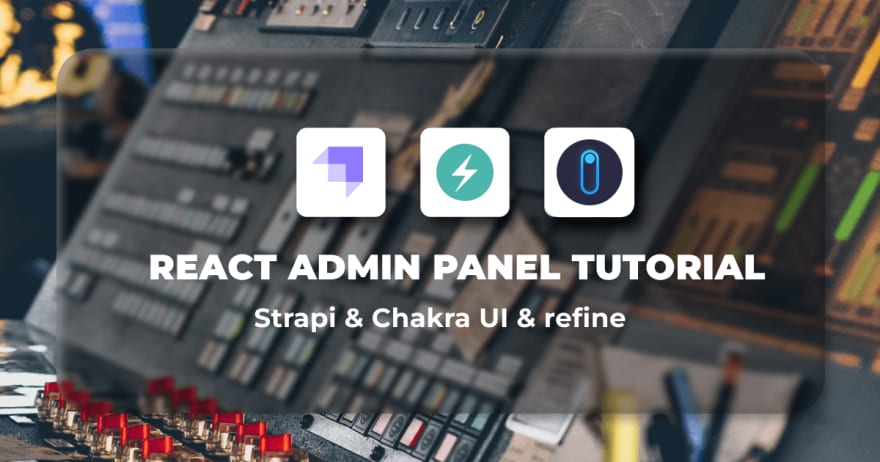 REACT ADMIN PANEL TUTORIAL
Strapi & Chakra UI & refine